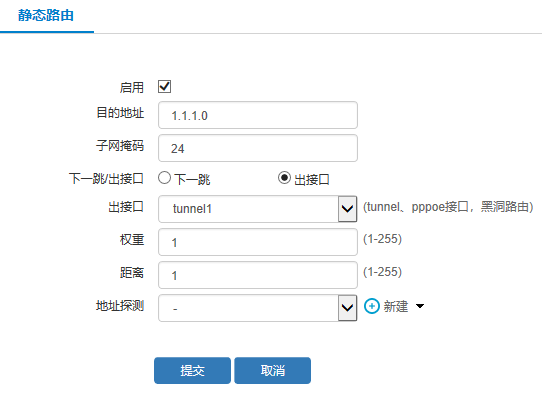 静态路由
启用
目的地址 1.1.1.0
子网掩码 24
下一跳/出接口 下一跳 出接口
出接口 tunnel1 (tunnel、pppoe接口，黑洞路由)
权重 1 (1-255)
距离 1 (1-255)
地址探测 - 新建
提交 取消